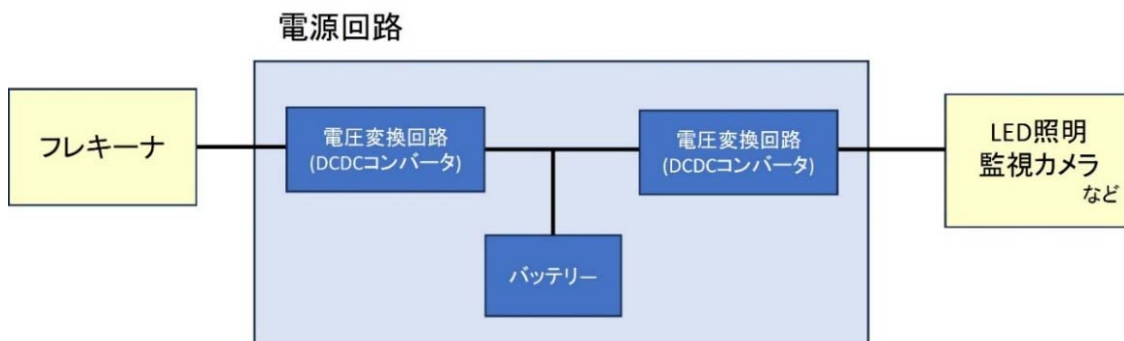 電源回路
フレキーナ
電圧変換回路
(DCDCコンバータ)
電圧変換回路
(DCDCコンバータ)
LED照明
監視カメラ
など
バッテリー